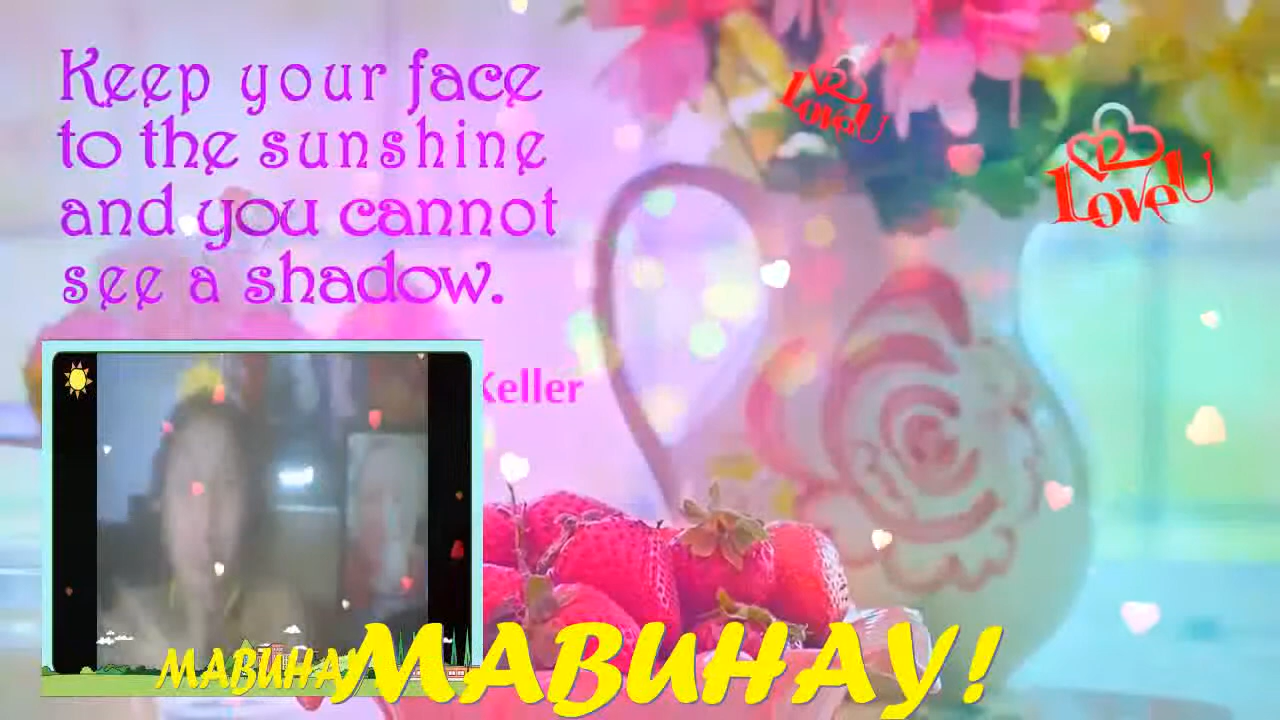 Keep your face
to the sunshine
and you cannot
see a shadow.
Keller
LoveU
LoveU
MABUHAY
MABUHAY!